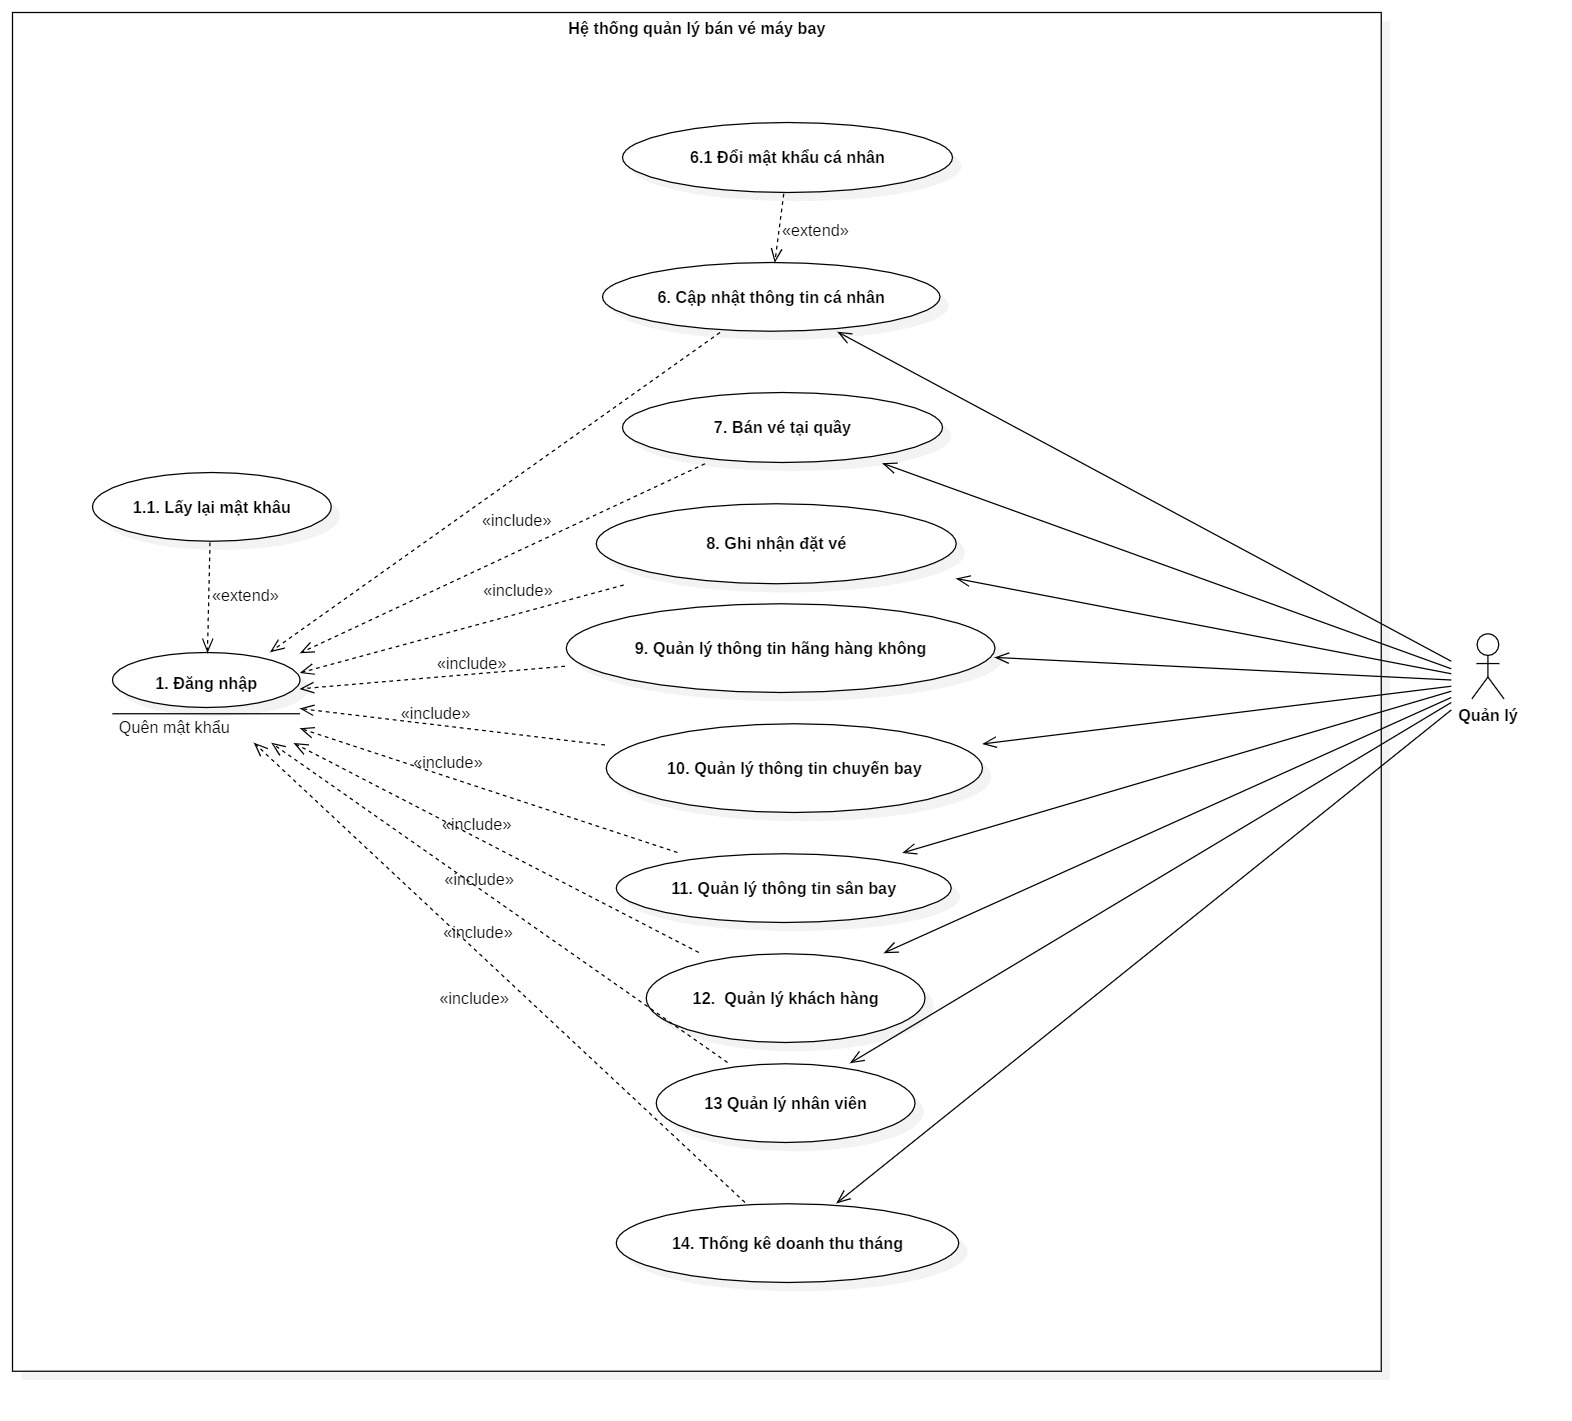 Hệ thống quản lý bán vé máy bay
6.1 Đổi mật khẩu cá nhân
«extend»
6. Cập nhật thông tin cá nhân
7. Bán vé tại quầy
1.1. Lấy lại mật khâu
«include»
8. Ghi nhận đặt vé
«extend»
«include»
9. Quản lý thông tin hãng hàng không
«include»
1. Đăng nhập
Quên mật khẩu
«include»
Quản lý
«include»
10. Quản lý thông tin chuyến bay
«include»
«include»
11. Quản lý thông tin sân bay
«include»
12.  Quản lý khách hàng
«include»
13 Quản lý nhân viên
14. Thống kê doanh thu tháng